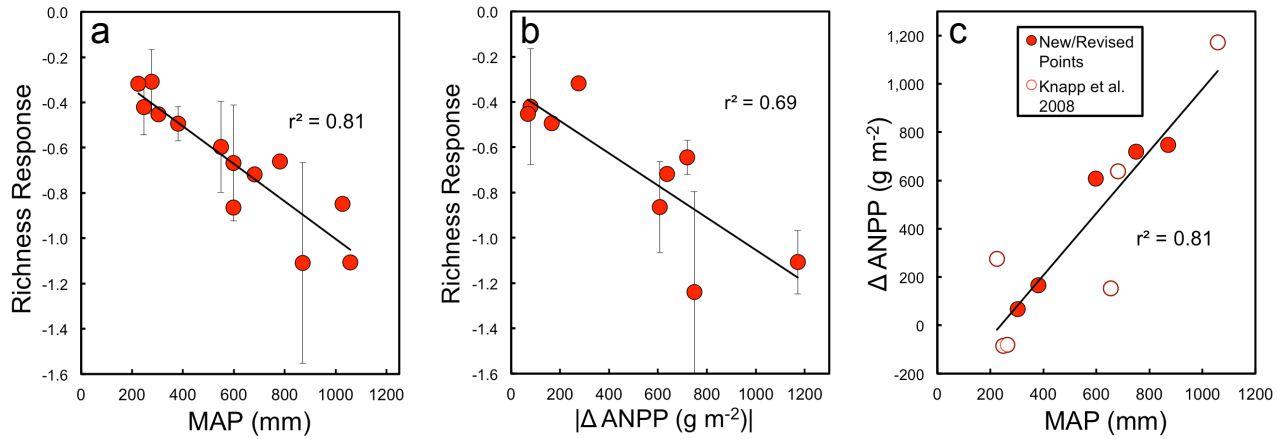 a
0.0
-0.2
-0.4
-0.6
-0.8
-1.0
-1.2
-1.4
-1.6
Richness Response
r² = 0.81
0 200 400 600 800 1000 1200
MAP (mm)
b
0.0
-0.2
-0.4
-0.6
-0.8
-1.0
-1.2
-1.4
-1.6
Richness Response
r² = 0.69
0 200 400 600 800 1000 1200
|Δ ANPP (g m-2)|
c
1,200
1,000
800
600
400
200
0
-200
Δ ANPP (g m-2)
New/Revised
Points
Knapp et al.
2008
r² = 0.81
0 200 400 600 800 1000 1200
MAP (mm)